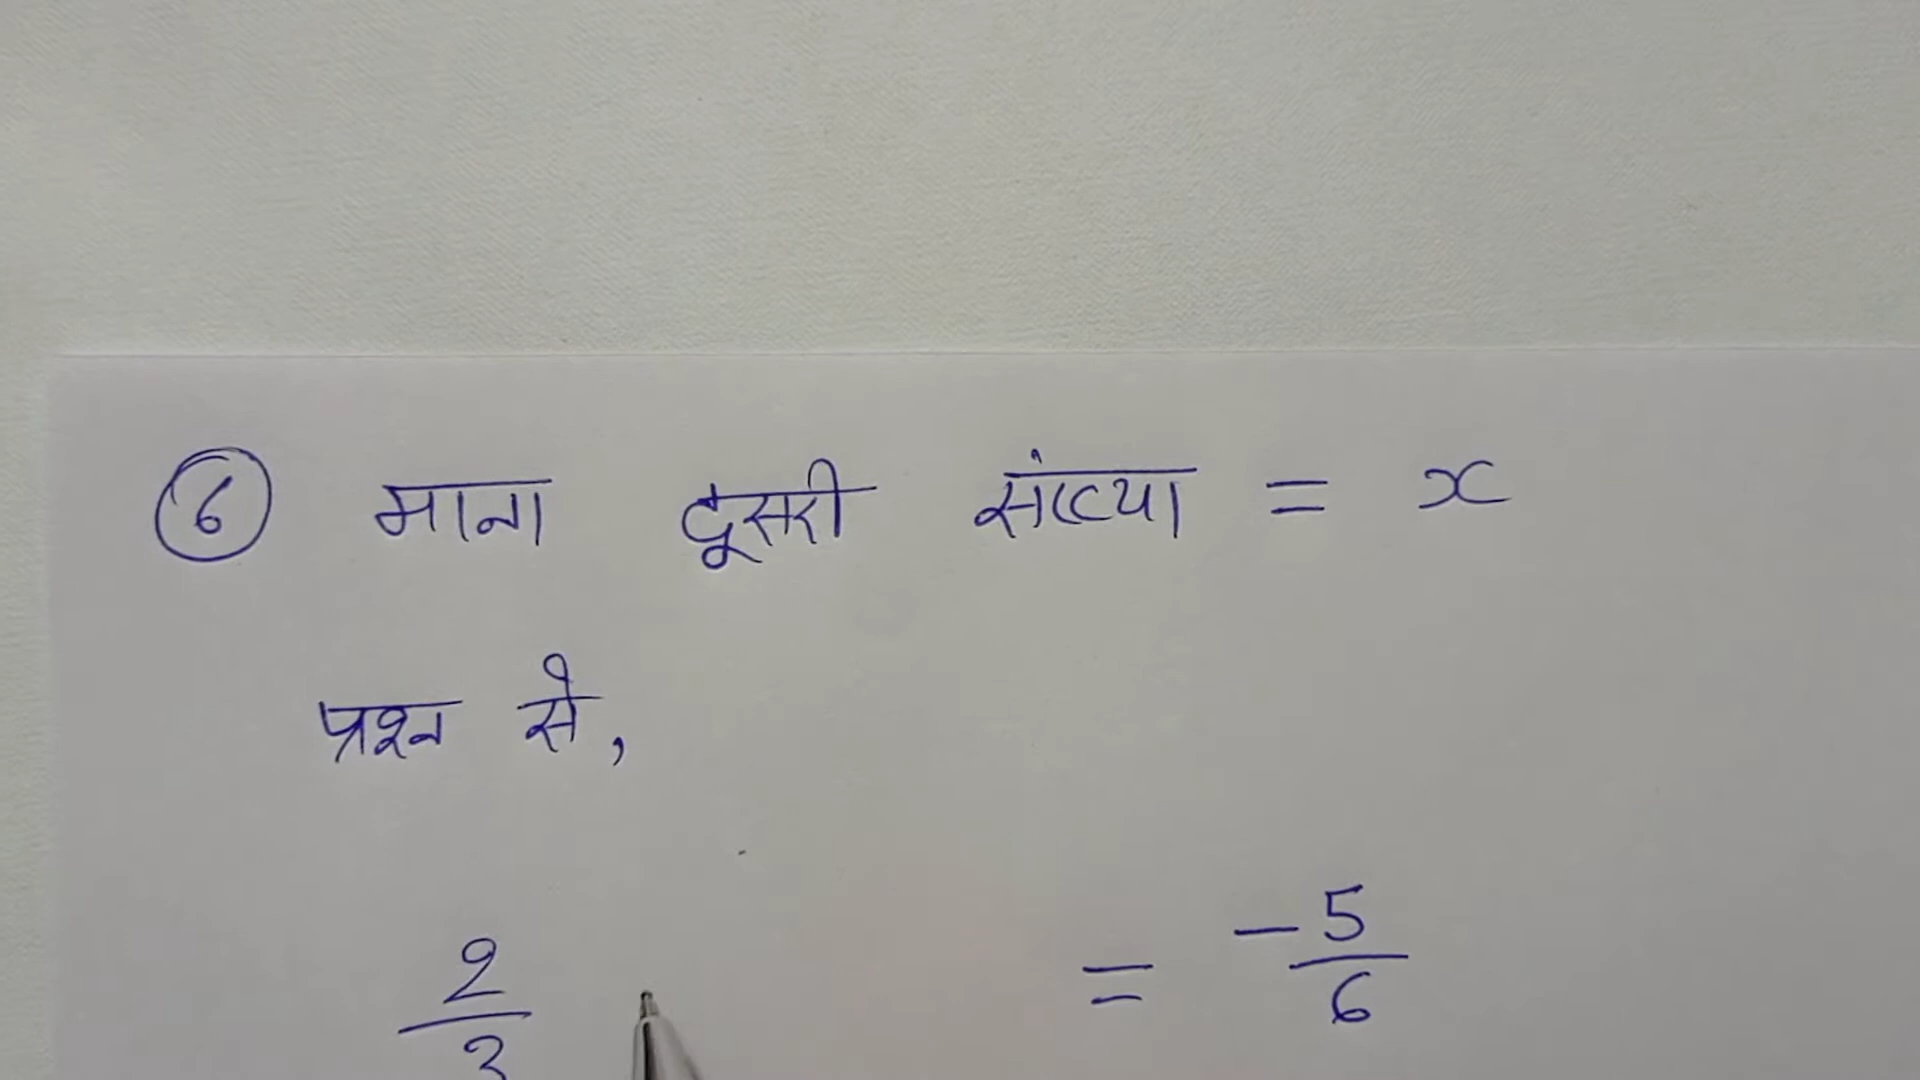 ⑥ माना दूसरी संख्या = x
प्रश्न से,
2/3 = -5/6